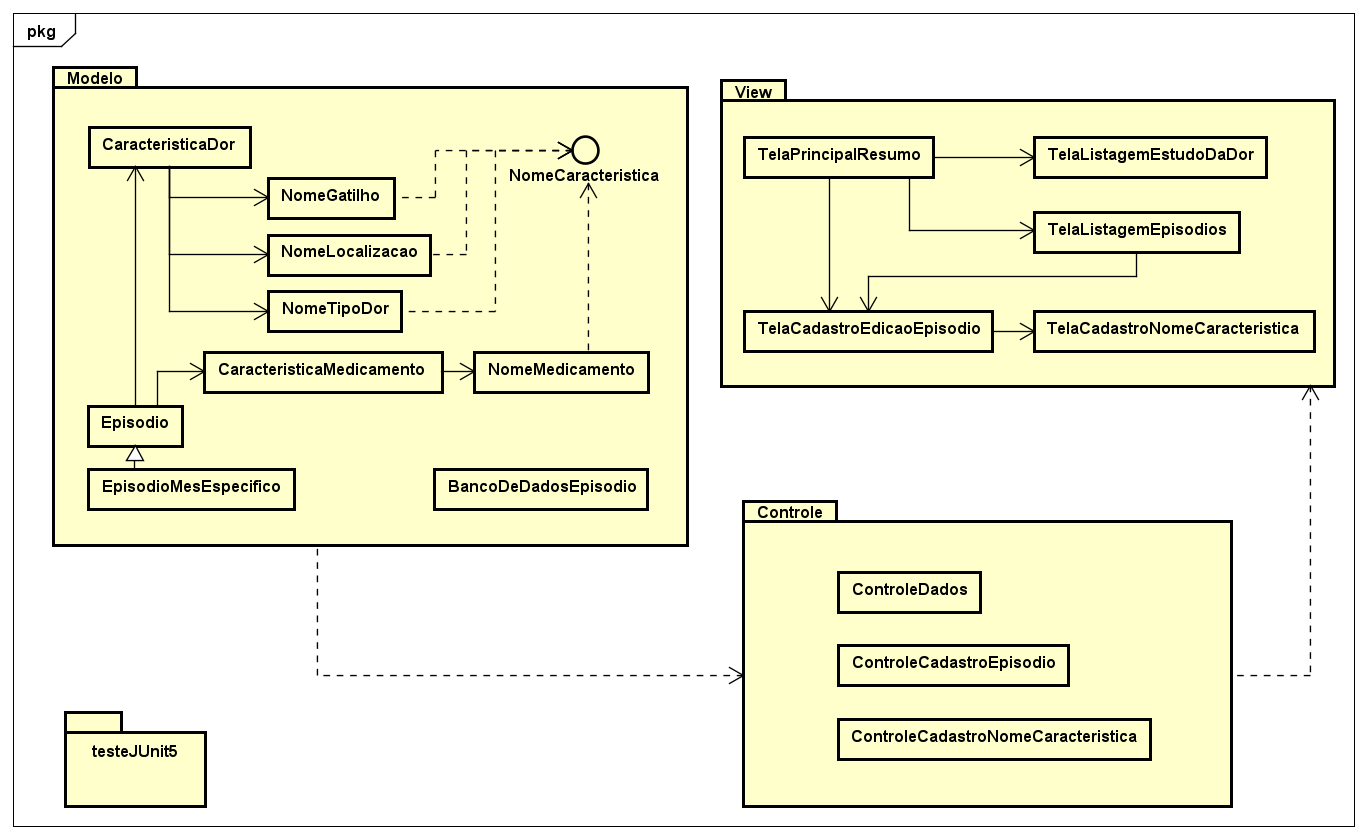 pkg
Modelo
CaracteristicaDor
NomeGatilho
NomeLocalizacao
NomeTipoDor
NomeCaracteristica
CaracteristicaMedicamento
NomeMedicamento
Episodio
EpisodioMesEspecifico
BancoDeDadosEpisodio
View
TelaPrincipalResumo
TelaListagemEstudoDaDor
TelaListagemEpisodios
TelaCadastroEdicaoEpisodio
TelaCadastroNomeCaracteristica
Controle
ControleDados
ControleCadastroEpisodio
ControleCadastroNomeCaracteristica
testeJUnit5